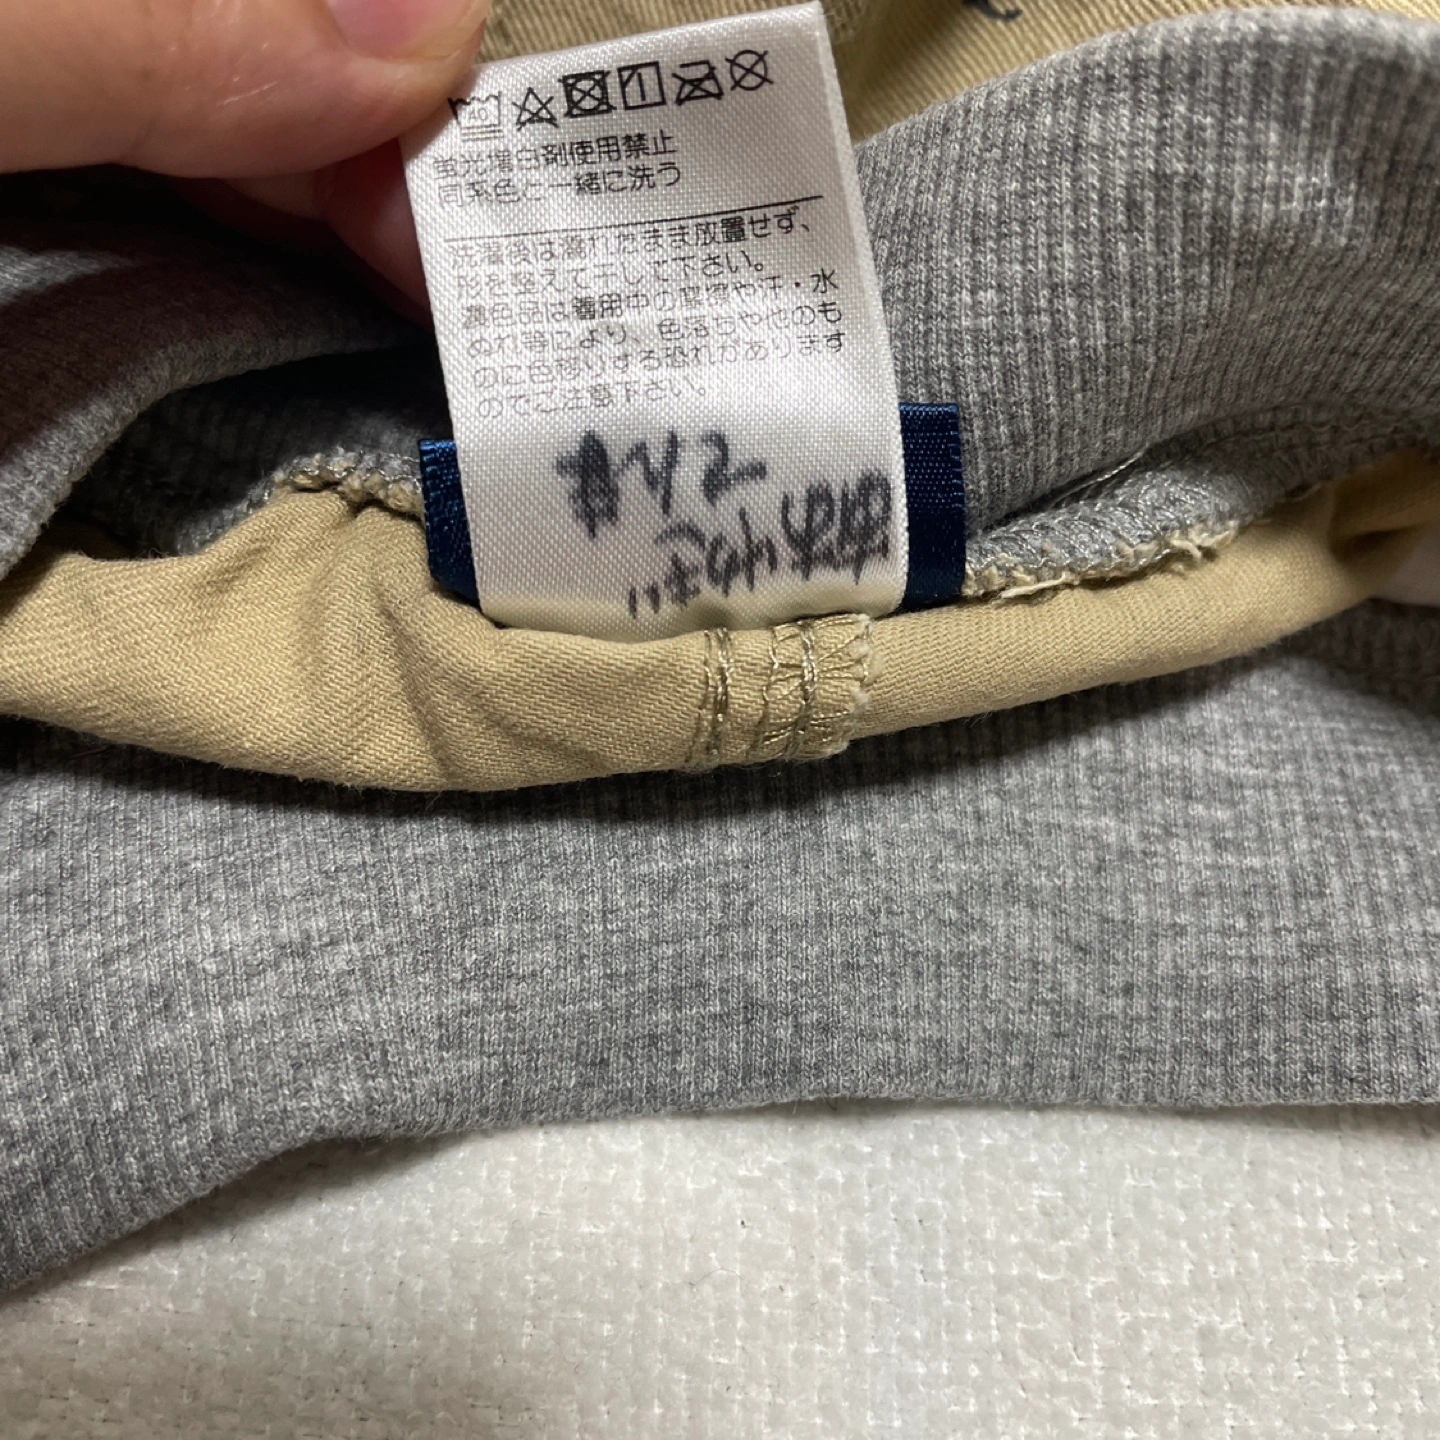 40
蛍光増白剤使用禁止
同系色と一緒に洗う
洗濯後は濡れたまま放置せず、
形を整えて干して下さい。
濃色品は着用中の摩擦や汗・水
ぬれ等により、色落ちや他のも
のに色移りする恐れがあります
のでご注意下さい。